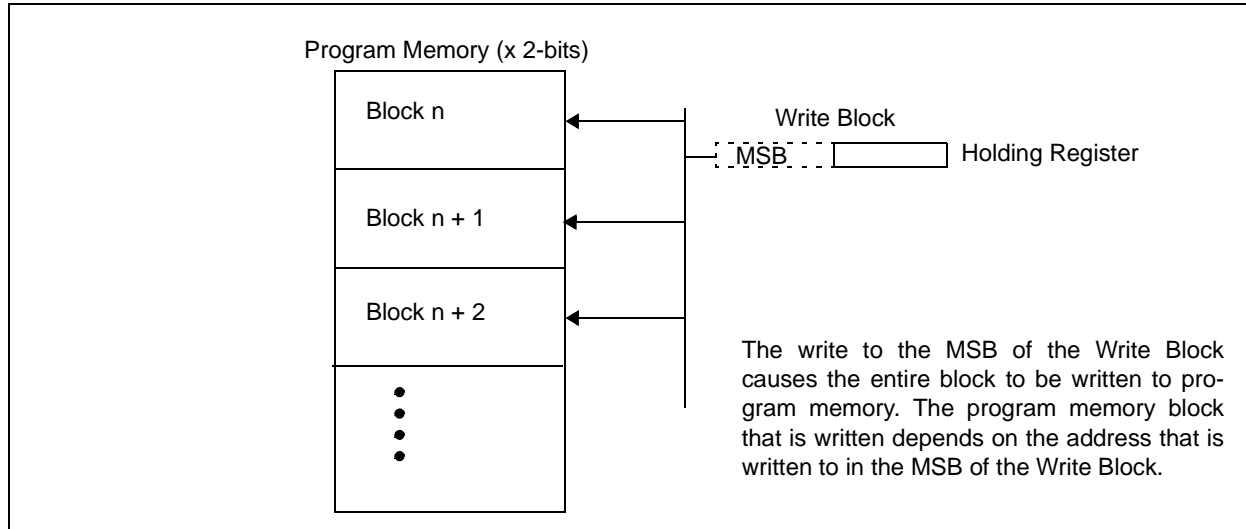 Program Memory (x 2-bits)
Block n
Write Block
MSB
Holding Register
Block n + 1
Block n + 2
The write to the MSB of the Write Block
causes the entire block to be written to pro-
gram memory. The program memory block
that is written depends on the address that is
written to in the MSB of the Write Block.